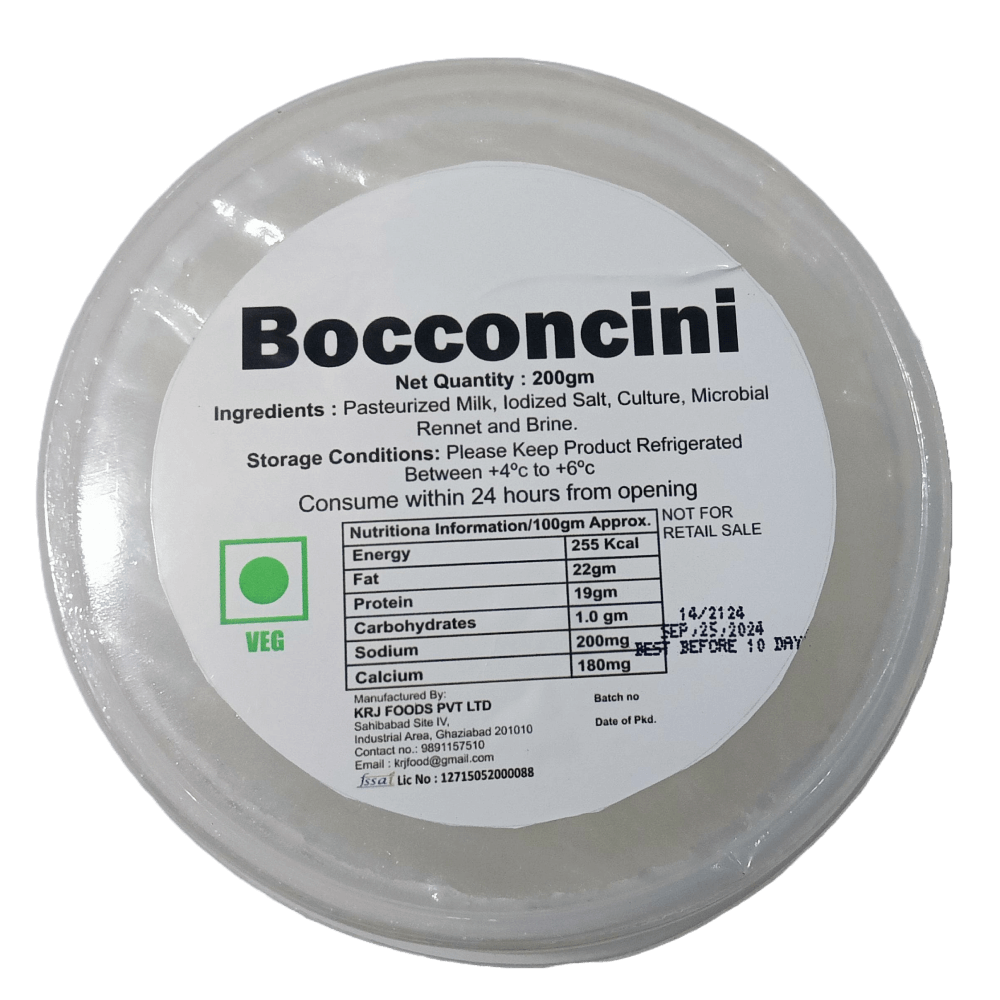 Bocconcini
Net Quantity : 200gm
Ingredients : Pasteurized Milk, Iodized Salt, Culture, Microbial
Rennet and Brine.
Storage Conditions: Please Keep Product Refrigerated
Between +4ºc to +6ºc
Consume within 24 hours from opening
NOT FOR
RETAIL SALE
Nutritiona Information/100gm Approx.
Energy 255 Kcal
Fat 22gm
Protein 19gm
Carbohydrates 1.0 gm
Sodium 200mg
Calcium 180mg
VEG
14/2124
SEP,25,2024
BEST BEFORE 10 DAY
Manufactured By:
KRJ FOODS PVT LTD
Sahibabad Site IV,
Industrial Area, Ghaziabad 201010
Contact no.: 9891157510
Email : krjfood@gmail.com
fssai Lic No : 12715052000088
Batch no
Date of Pkd.